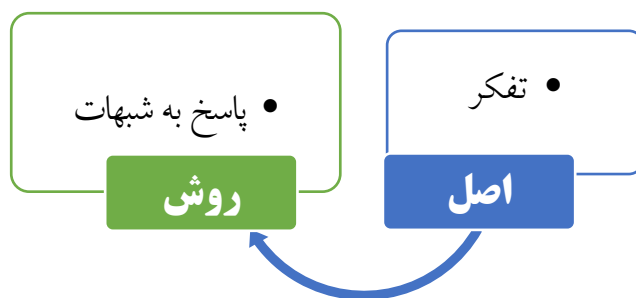 • تفکر
اصل
• پاسخ به شبهات
روش